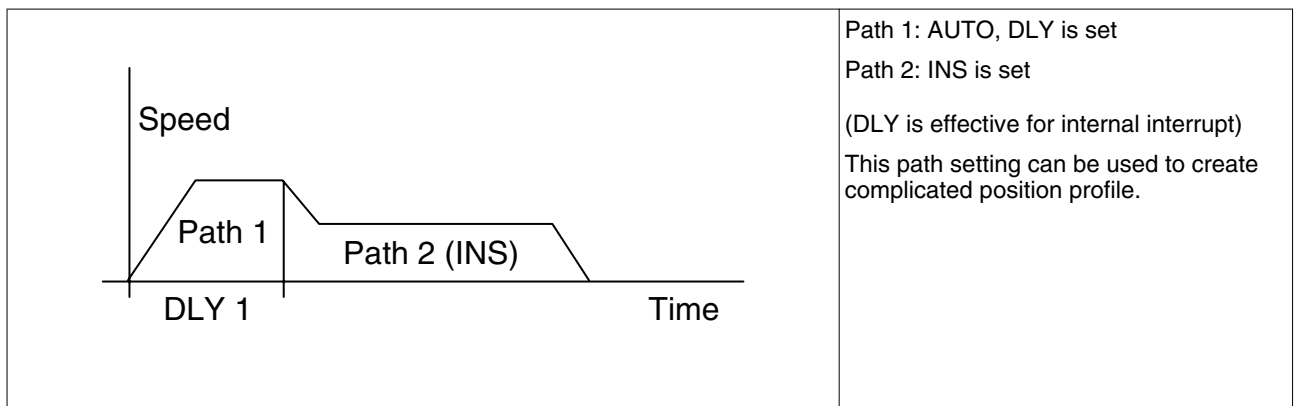 Speed
Path 1
Path 2 (INS)
DLY 1
Time
Path 1: AUTO, DLY is set
Path 2: INS is set
(DLY is effective for internal interrupt)
This path setting can be used to create
complicated position profile.